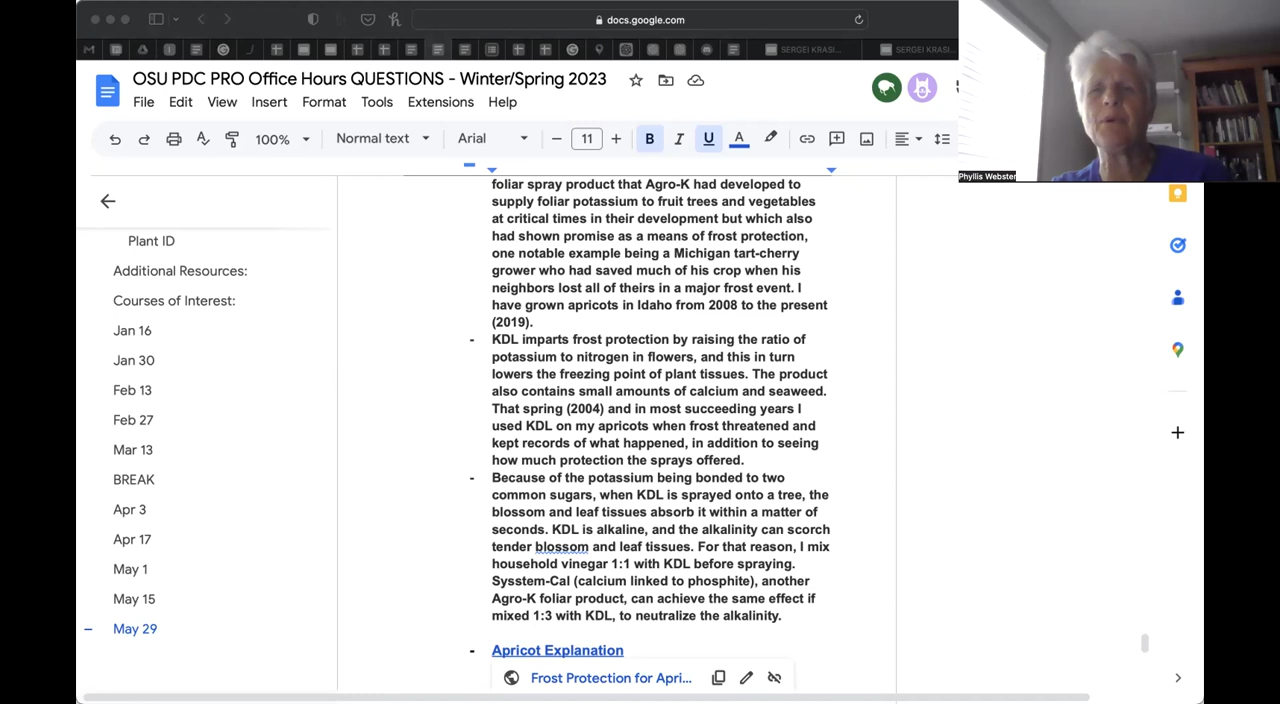 docs.google.com
SERGEI KRASI...
SERGEI KRASI...
OSU PDC PRO Office Hours QUESTIONS - Winter/Spring 2023
File Edit View Insert Format Tools Extensions Help
100% Normal text Arial 11 B I U A
Phyllis Webster
Plant ID
Additional Resources:
Courses of Interest:
Jan 16
Jan 30
Feb 13
Feb 27
Mar 13
BREAK
Apr 3
Apr 17
May 1
May 15
May 29
foliar spray product that Agro-K had developed to
supply foliar potassium to fruit trees and vegetables
at critical times in their development but which also
had shown promise as a means of frost protection,
one notable example being a Michigan tart-cherry
grower who had saved much of his crop when his
neighbors lost all of theirs in a major frost event. I
have grown apricots in Idaho from 2008 to the present
(2019).
- KDL imparts frost protection by raising the ratio of
potassium to nitrogen in flowers, and this in turn
lowers the freezing point of plant tissues. The product
also contains small amounts of calcium and seaweed.
That spring (2004) and in most succeeding years I
used KDL on my apricots when frost threatened and
kept records of what happened, in addition to seeing
how much protection the sprays offered.
- Because of the potassium being bonded to two
common sugars, when KDL is sprayed onto a tree, the
blossom and leaf tissues absorb it within a matter of
seconds. KDL is alkaline, and the alkalinity can scorch
tender blossom and leaf tissues. For that reason, I mix
household vinegar 1:1 with KDL before spraying.
Sysstem-Cal (calcium linked to phosphite), another
Agro-K foliar product, can achieve the same effect if
mixed 1:3 with KDL, to neutralize the alkalinity.
- Apricot Explanation
Frost Protection for Apri...